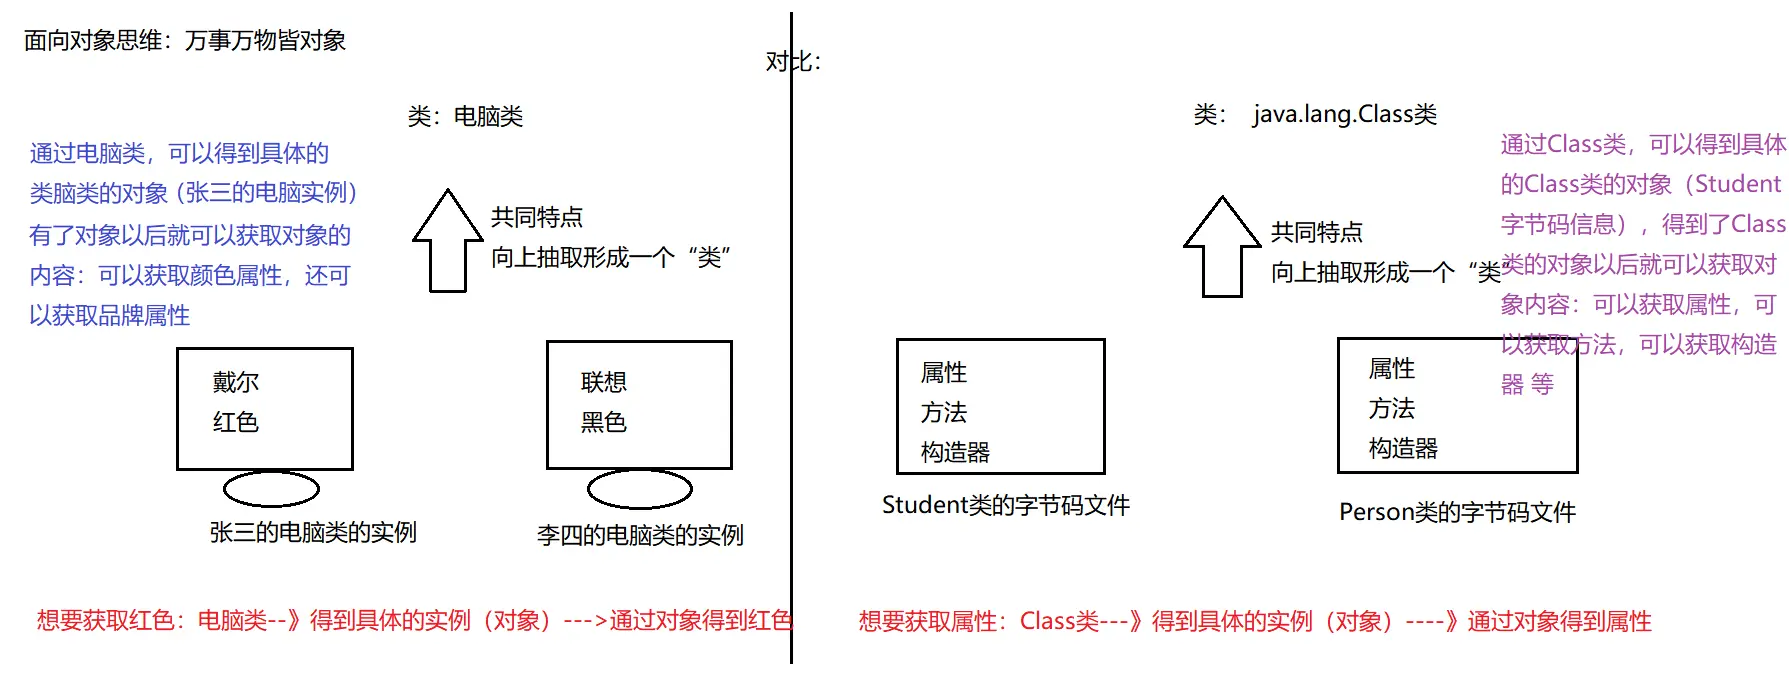 面向对象思维：万事万物皆对象
对比：
类：电脑类
通过电脑类，可以得到具体的
类脑类的对象（张三的电脑实例）
有了对象以后就可以获取对象的
内容：可以获取颜色属性，还可
以获取品牌属性
共同特点
向上抽取形成一个“类”
戴尔
红色
张三的电脑类的实例
联想
黑色
李四的电脑类的实例
想要获取红色：电脑类--》得到具体的实例（对象）--->通过对象得到红色
类： java.lang.Class类
通过Class类，可以得到具体
的Class类的对象（Student
字节码信息），得到了Class
类的对象以后就可以获取对
象内容：可以获取属性，可
以获取方法，可以获取构造
器 等
共同特点
向上抽取形成一个“类”
属性
方法
构造器
Student类的字节码文件
属性
方法
构造器
Person类的字节码文件
想要获取属性：Class类---》得到具体的实例（对象）----》通过对象得到属性